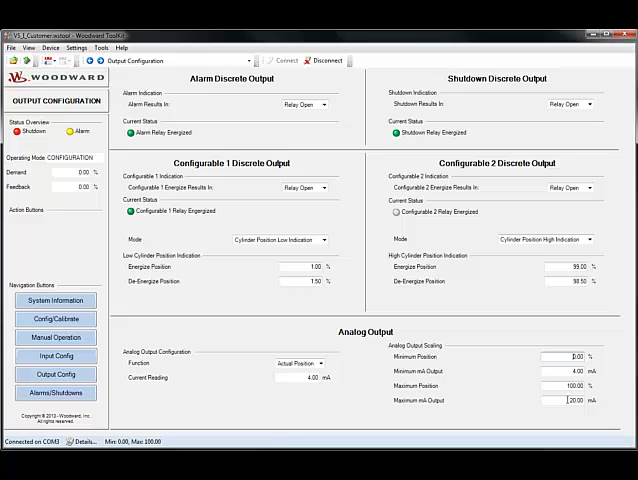 VS_I_Customer.wstool - Woodward ToolKit
File View Device Settings Tools Help
Output Configuration Connect Disconnect
WOODWARD
OUTPUT CONFIGURATION
Status Overview
Shutdown Alarm
Operating Mode CONFIGURATION
Demand 0.00 %
Feedback 0.00 %
Action Buttons
Navigation Buttons
System Information
Config/Calibrate
Manual Operation
Input Config
Output Config
Alarms/Shutdowns
Copyright © 2013 - Woodward, Inc.
All rights reserved.
Alarm Discrete Output
Alarm Indication
Alarm Results In: Relay Open
Current Status
Alarm Relay Energized
Shutdown Discrete Output
Shutdown Indication
Shutdown Results In: Relay Open
Current Status
Shutdown Relay Energized
Configurable 1 Discrete Output
Configurable 1 Indication
Configurable 1 Energize Results In: Relay Open
Current Status
Configurable 1 Relay Engergized
Mode Cylinder Position Low Indication
Low Cylinder Position Indication
Energize Position 1.00 %
De-Energize Position 1.50 %
Configurable 2 Discrete Output
Configurable 2 Indication
Configurable 2 Energize Results In: Relay Open
Current Status
Configurable 2 Relay Energized
Mode Cylinder Position High Indication
High Cylinder Position Indication
Energize Position 99.00 %
De-Energize Position 98.50 %
Analog Output
Analog Output Configuration
Function Actual Position
Current Reading 4.00 mA
Analog Output Scaling
Minimum Position 0.00 %
Minimum mA Output 4.00 mA
Maximum Position 100.00 %
Maximum mA Output 20.00 mA
Connected on COM3 Details... Min: 0.00, Max: 100.00